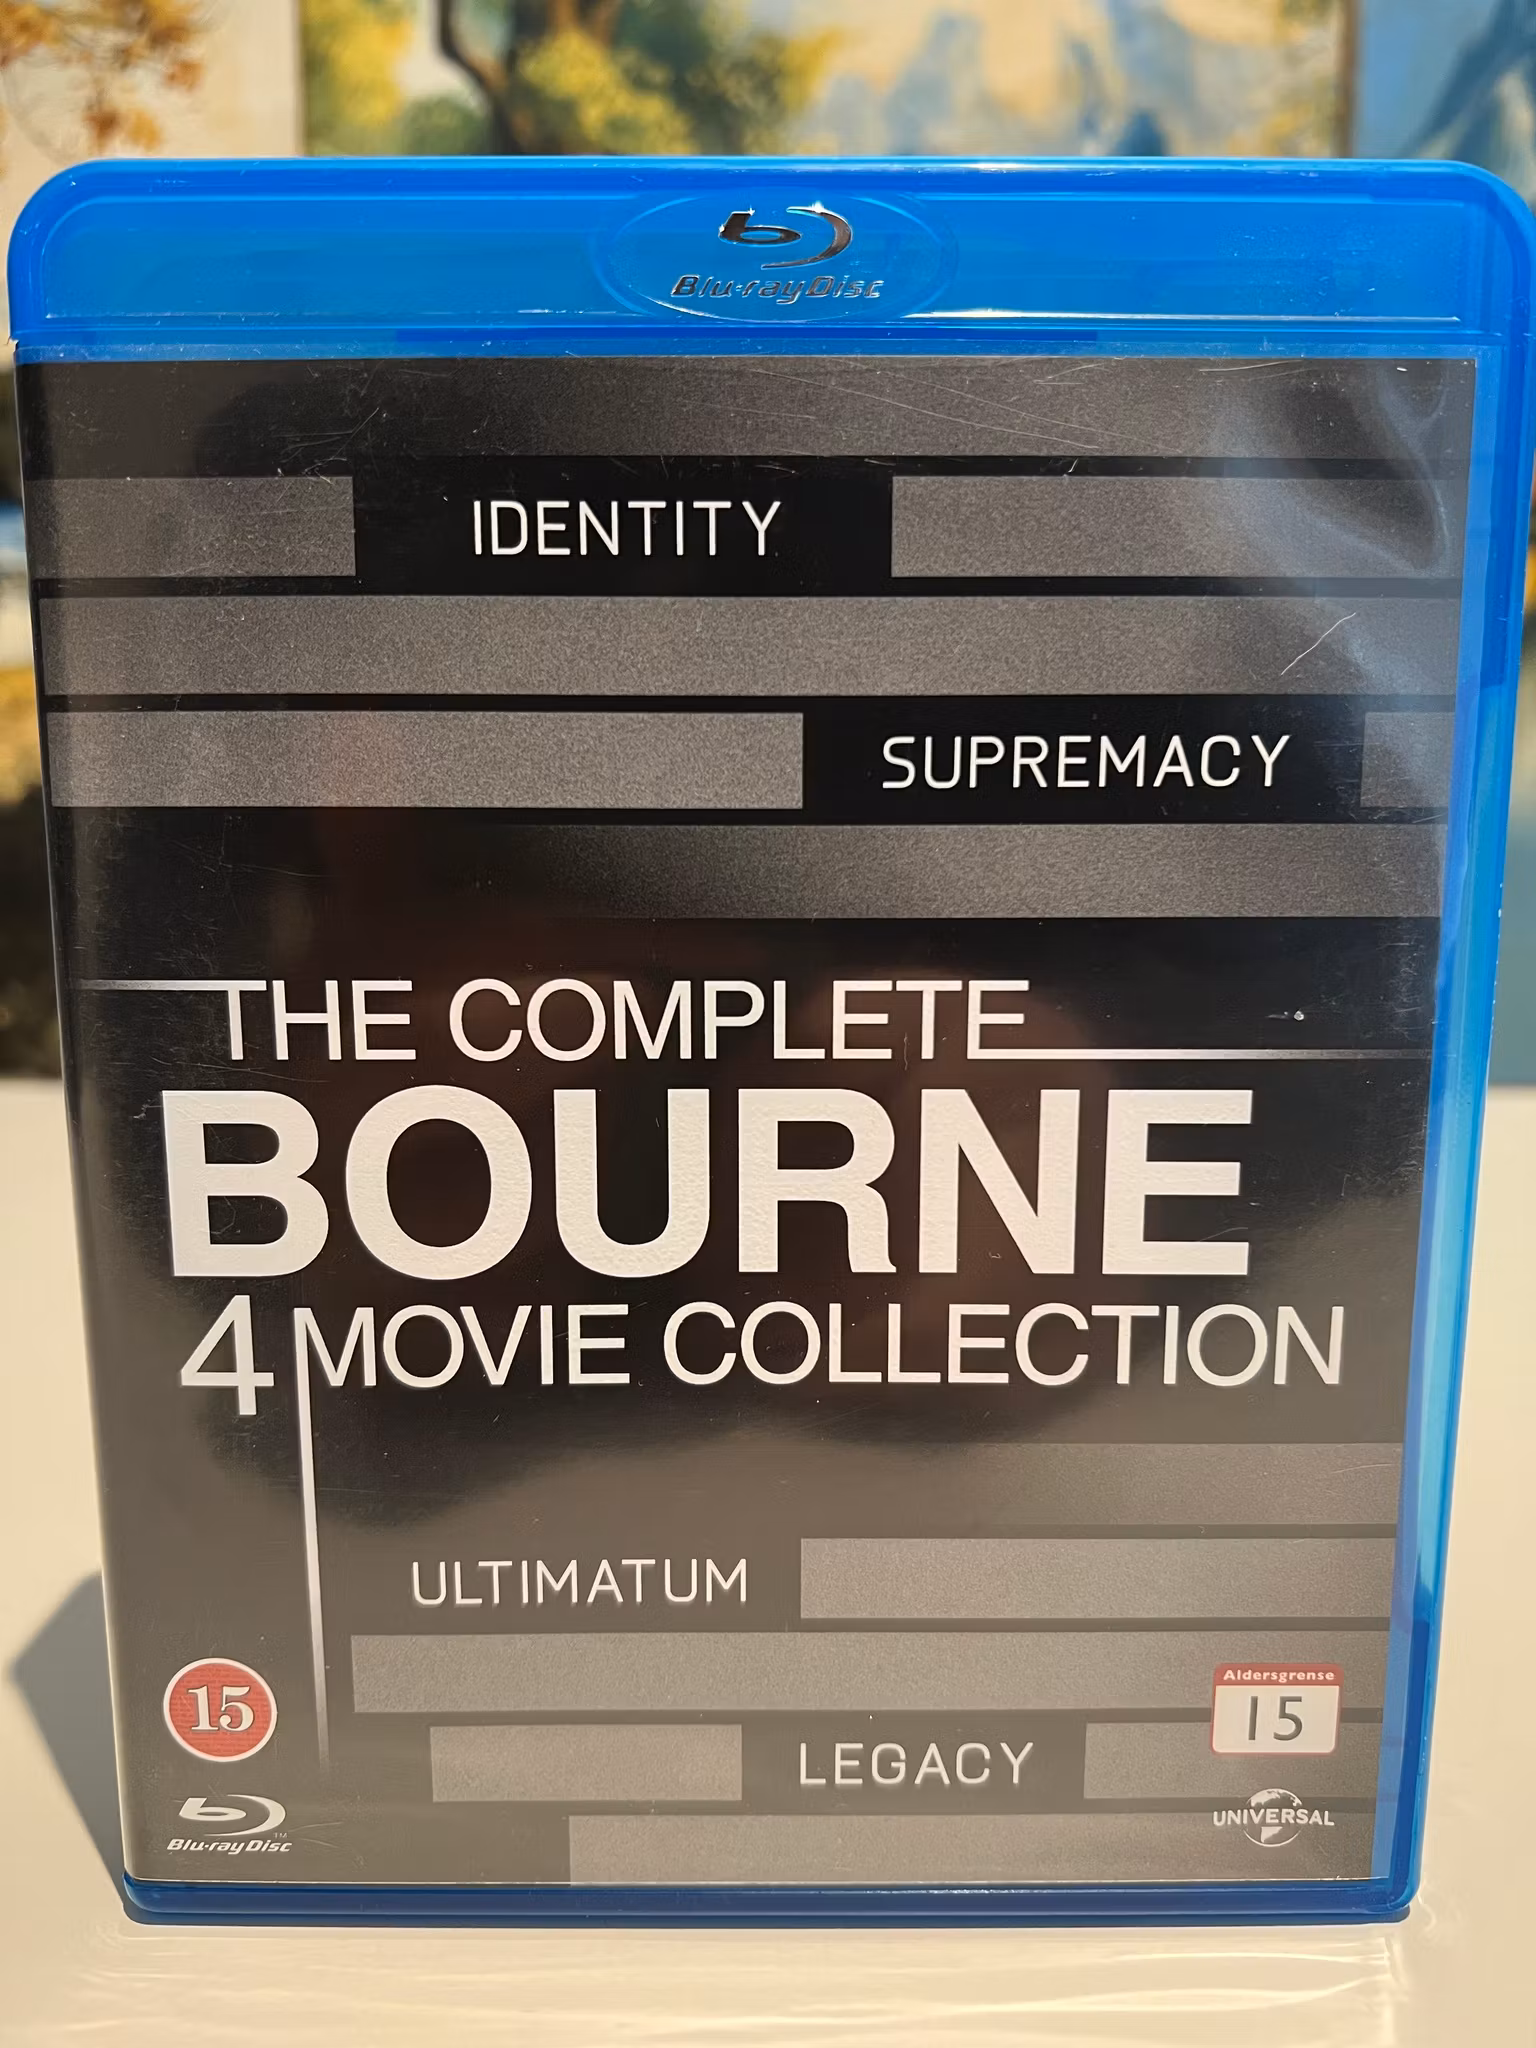 Blu-ray Disc
IDENTITY
SUPREMACY
THE COMPLETE
BOURNE
4 MOVIE COLLECTION
ULTIMATUM
15
Aldersgrense
15
LEGACY
Blu-ray Disc™
UNIVERSAL